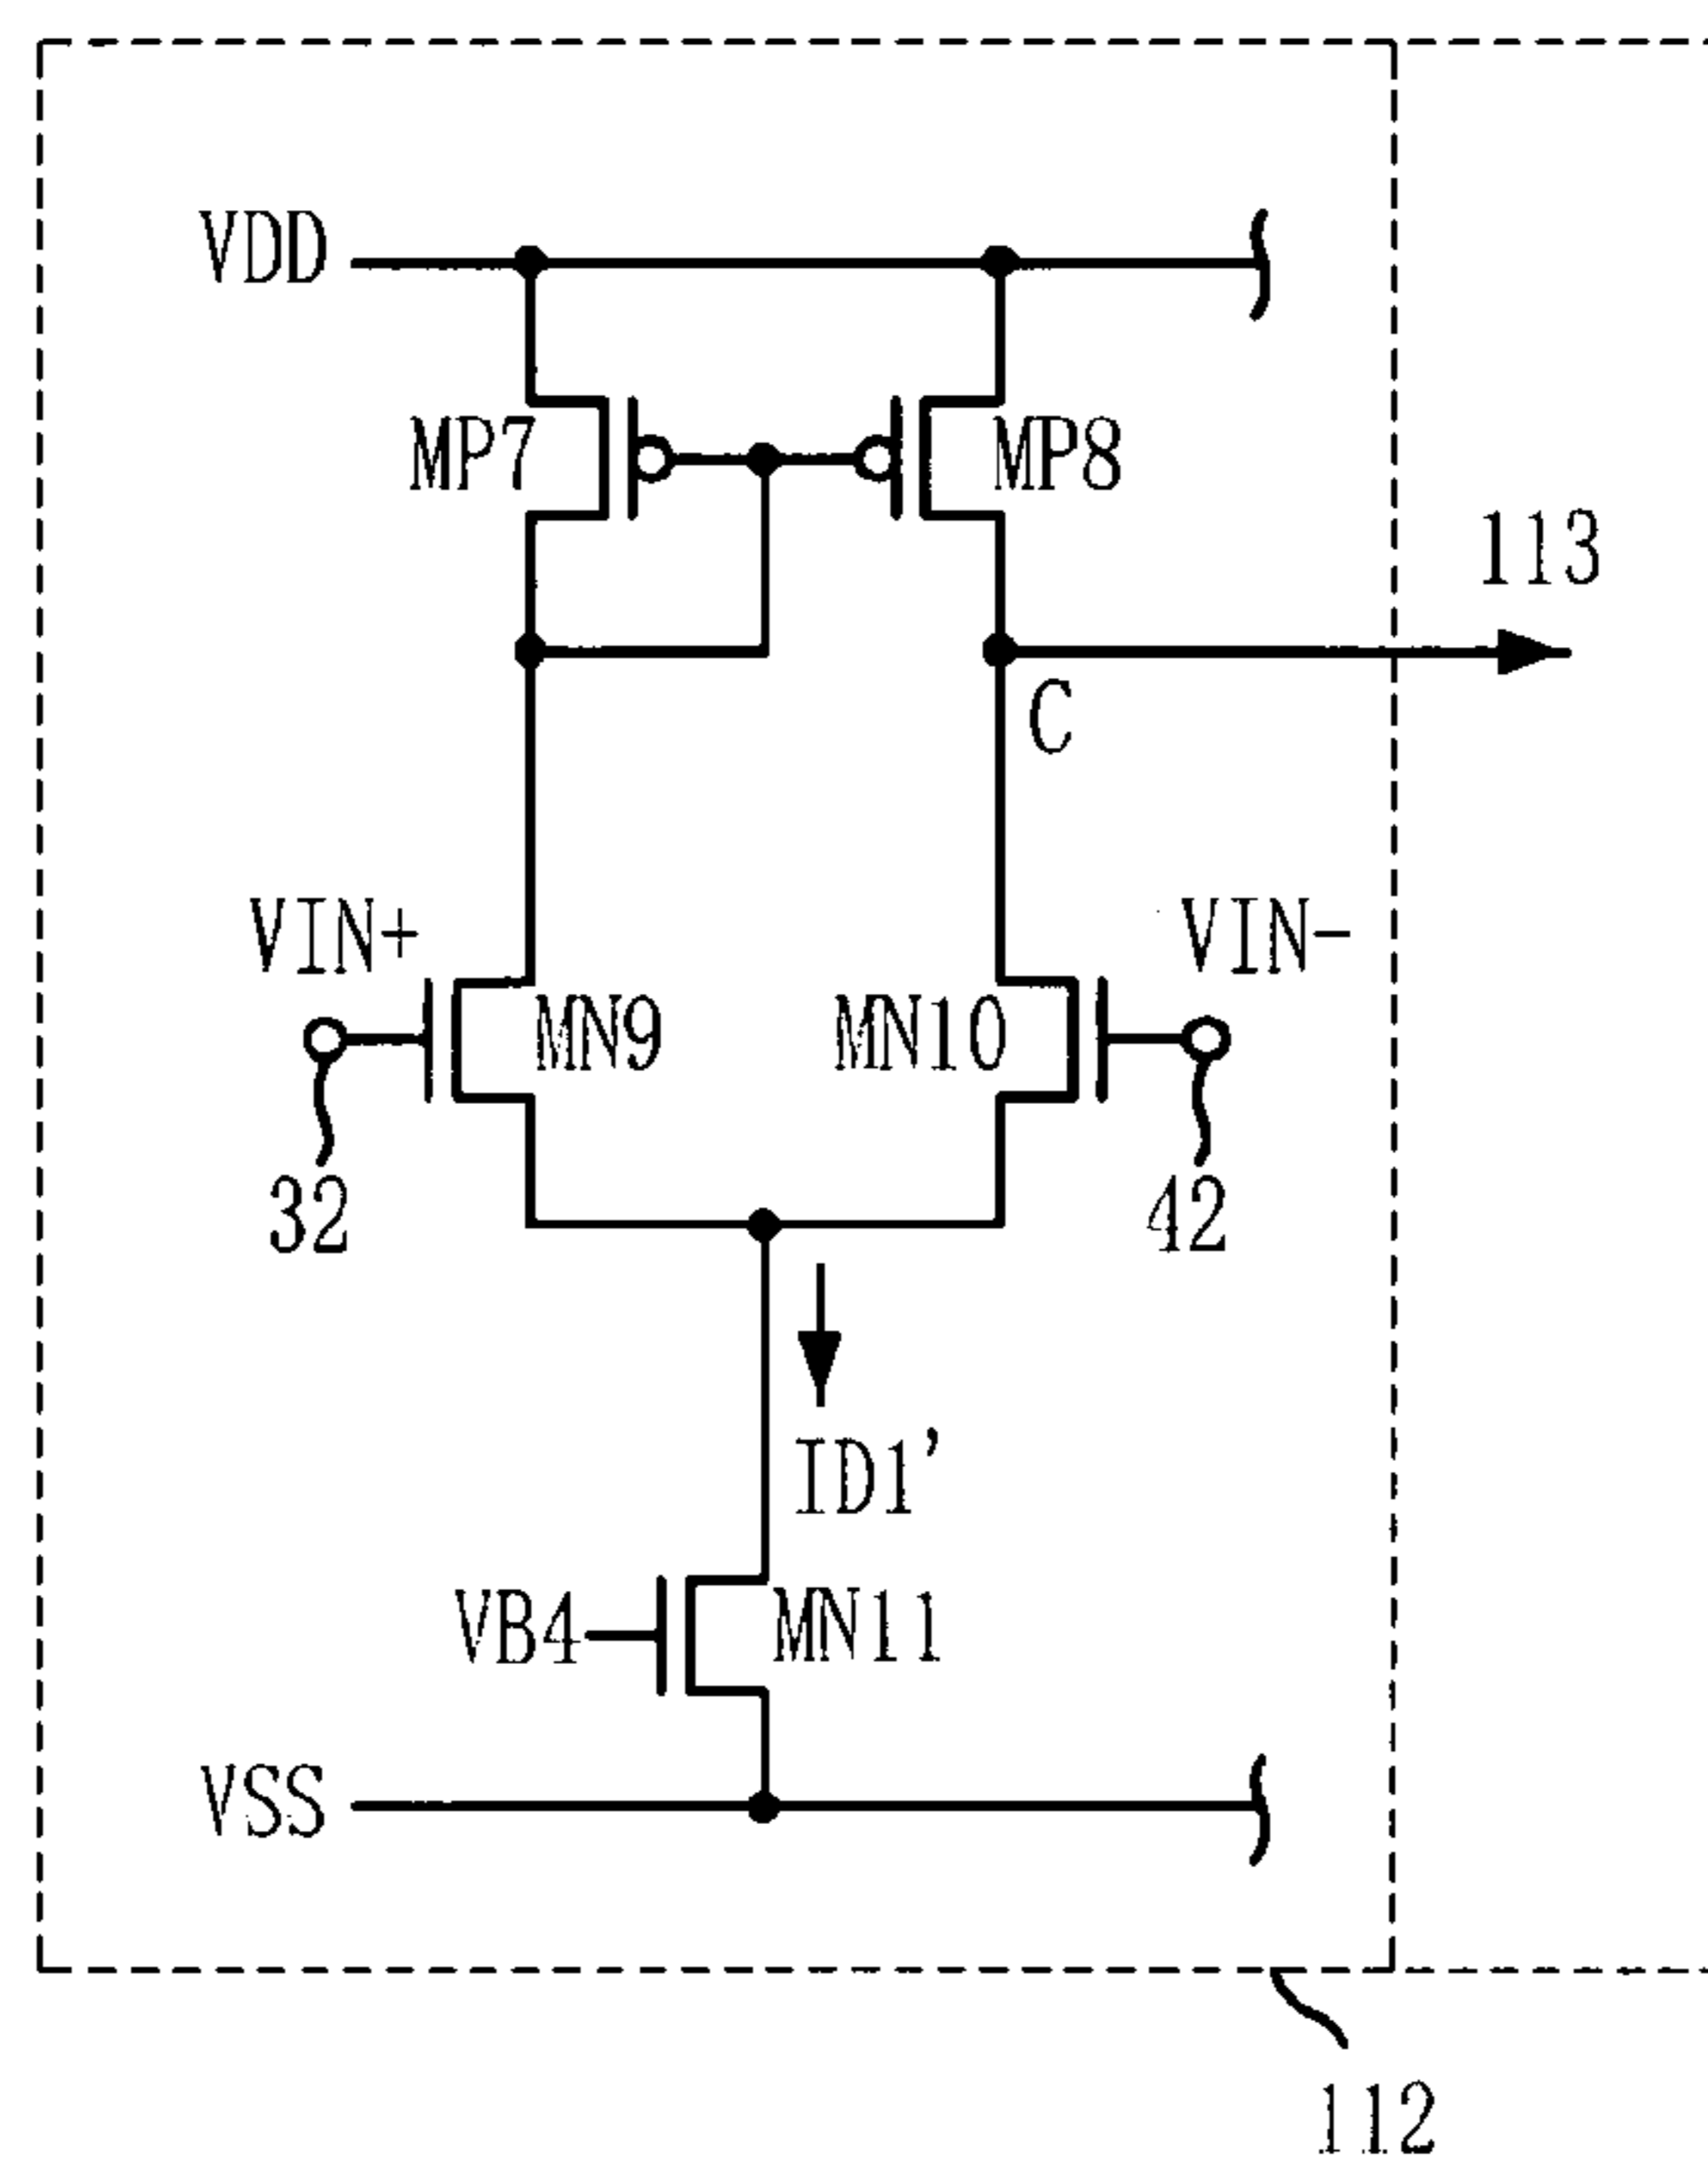 VDD
MP7
MP8
113
C
VIN+
VIN-
MN9
MN10
32
42
ID1'
VB4
MN11
VSS
112